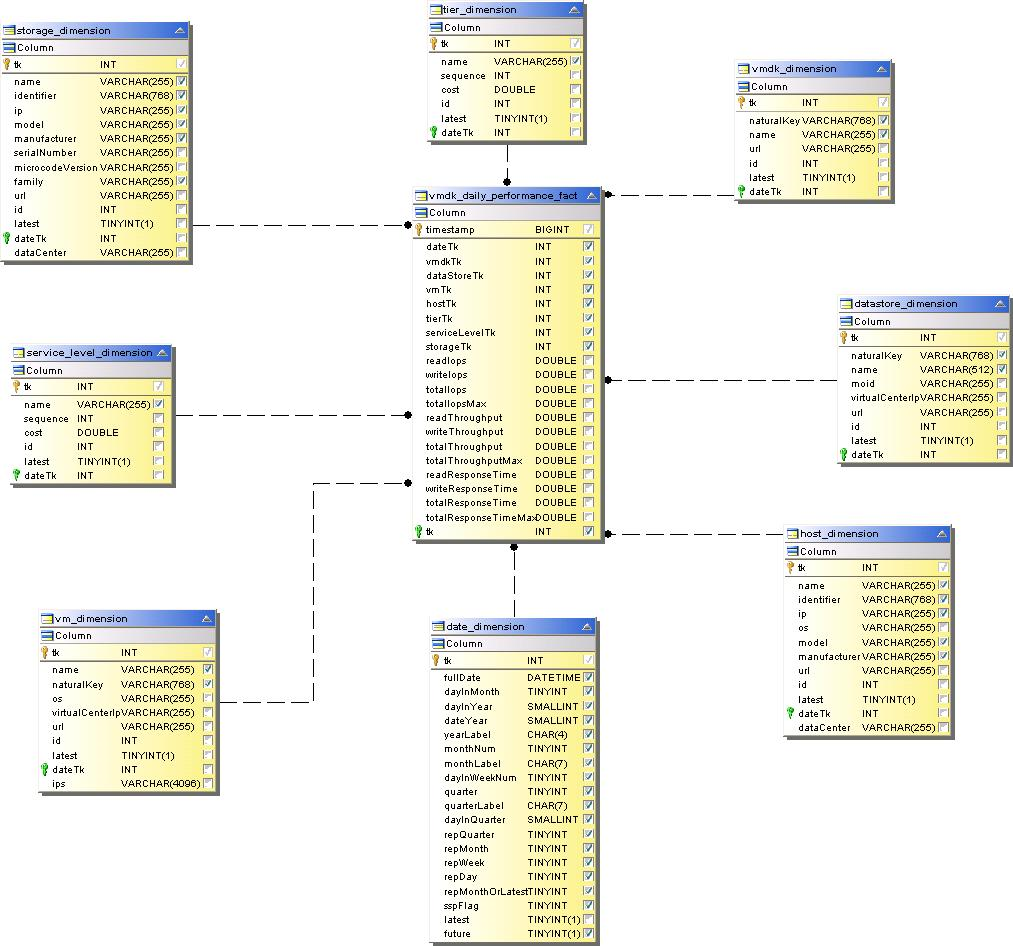 storage_dimension
Column
tk INT
name VARCHAR(255)
identifier VARCHAR(768)
ip VARCHAR(255)
model VARCHAR(255)
manufacturer VARCHAR(255)
serialNumber VARCHAR(255)
microcodeVersion VARCHAR(255)
family VARCHAR(255)
url VARCHAR(255)
id INT
latest TINYINT(1)
dateTk INT
dataCenter VARCHAR(255)
tier_dimension
Column
tk INT
name VARCHAR(255)
sequence INT
cost DOUBLE
id INT
latest TINYINT(1)
dateTk INT
vmdk_dimension
Column
tk INT
naturalKey VARCHAR(768)
name VARCHAR(255)
url VARCHAR(255)
id INT
latest TINYINT(1)
dateTk INT
vmdk_daily_performance_fact
Column
timestamp BIGINT
dateTk INT
vmdkTk INT
dataStoreTk INT
vmTk INT
hostTk INT
tierTk INT
serviceLevelTk INT
storageTk INT
readIops DOUBLE
writeIops DOUBLE
totalIops DOUBLE
totalIopsMax DOUBLE
readThroughput DOUBLE
writeThroughput DOUBLE
totalThroughput DOUBLE
totalThroughputMax DOUBLE
readResponseTime DOUBLE
writeResponseTime DOUBLE
totalResponseTime DOUBLE
totalResponseTimeMax DOUBLE
tk INT
datastore_dimension
Column
tk INT
naturalKey VARCHAR(768)
name VARCHAR(512)
moid VARCHAR(255)
virtualCenterIp VARCHAR(255)
url VARCHAR(255)
id INT
latest TINYINT(1)
dateTk INT
service_level_dimension
Column
tk INT
name VARCHAR(255)
sequence INT
cost DOUBLE
id INT
latest TINYINT(1)
dateTk INT
host_dimension
Column
tk INT
name VARCHAR(255)
identifier VARCHAR(768)
ip VARCHAR(255)
os VARCHAR(255)
model VARCHAR(255)
manufacturer VARCHAR(255)
url VARCHAR(255)
id INT
latest TINYINT(1)
dateTk INT
dataCenter VARCHAR(255)
vm_dimension
Column
tk INT
name VARCHAR(255)
naturalKey VARCHAR(768)
os VARCHAR(255)
virtualCenterIp VARCHAR(255)
url VARCHAR(255)
id INT
latest TINYINT(1)
dateTk INT
ips VARCHAR(4096)
date_dimension
Column
tk INT
fullDate DATETIME
dayInMonth TINYINT
dayInYear SMALLINT
dateYear SMALLINT
yearLabel CHAR(4)
monthNum TINYINT
monthLabel CHAR(7)
dayInWeekNum TINYINT
quarter TINYINT
quarterLabel CHAR(7)
dayInQuarter SMALLINT
repQuarter TINYINT
repMonth TINYINT
repWeek TINYINT
repDay TINYINT
repMonthOrLatest TINYINT
sspFlag TINYINT
latest TINYINT(1)
future TINYINT(1)